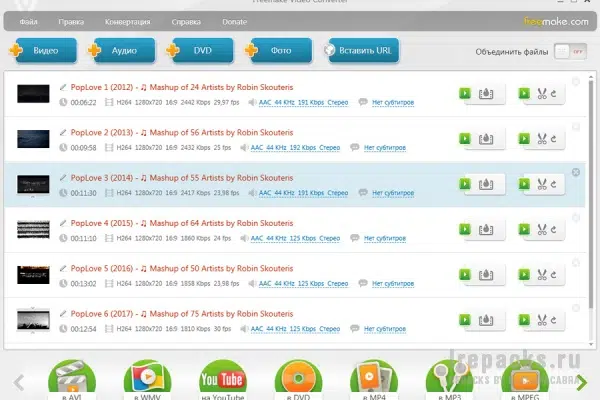 Freemake Video Converter
Файл Правка Конвертация Справка Donate
freemake.com
Видео Аудио DVD Фото Вставить URL
Объединить файлы OFF
PopLove 1 (2012) - ♫ Mashup of 24 Artists by Robin Skouteris
00:06:22 H264 1280x720 16:9 2442 Kbps 29,97 fps AAC 44 KHz 191 Kbps Стерео Нет субтитров
PopLove 2 (2013) - ♫ Mashup of 56 Artists by Robin Skouteris
00:09:58 H264 1280x720 16:9 2432 Kbps 25 fps AAC 44 KHz 192 Kbps Стерео Нет субтитров
PopLove 3 (2014) - ♫ Mashup of 55 Artists by Robin Skouteris
00:11:30 H264 1280x720 16:9 2417 Kbps 23,98 fps AAC 44 KHz 191 Kbps Стерео Нет субтитров
PopLove 4 (2015) - ♫ Mashup of 64 Artists by Robin Skouteris
00:11:10 H264 1280x720 16:9 1860 Kbps 24 fps AAC 44 KHz 125 Kbps Стерео Нет субтитров
PopLove 5 (2016) - ♫ Mashup of 50 Artists by Robin Skouteris
00:13:02 H264 1280x720 16:9 1858 Kbps 23,98 fps AAC 44 KHz 125 Kbps Стерео Нет субтитров
PopLove 6 (2017) - ♫ Mashup of 75 Artists by Robin Skouteris
00:12:54 H264 1280x720 16:9 1810 Kbps 30 fps AAC 44 KHz 125 Kbps Стерео Нет субтитров
lrepacks.ru
You Tube
в AVI в WMV на YouTube в DVD в MP4 в MP3 в MPEG